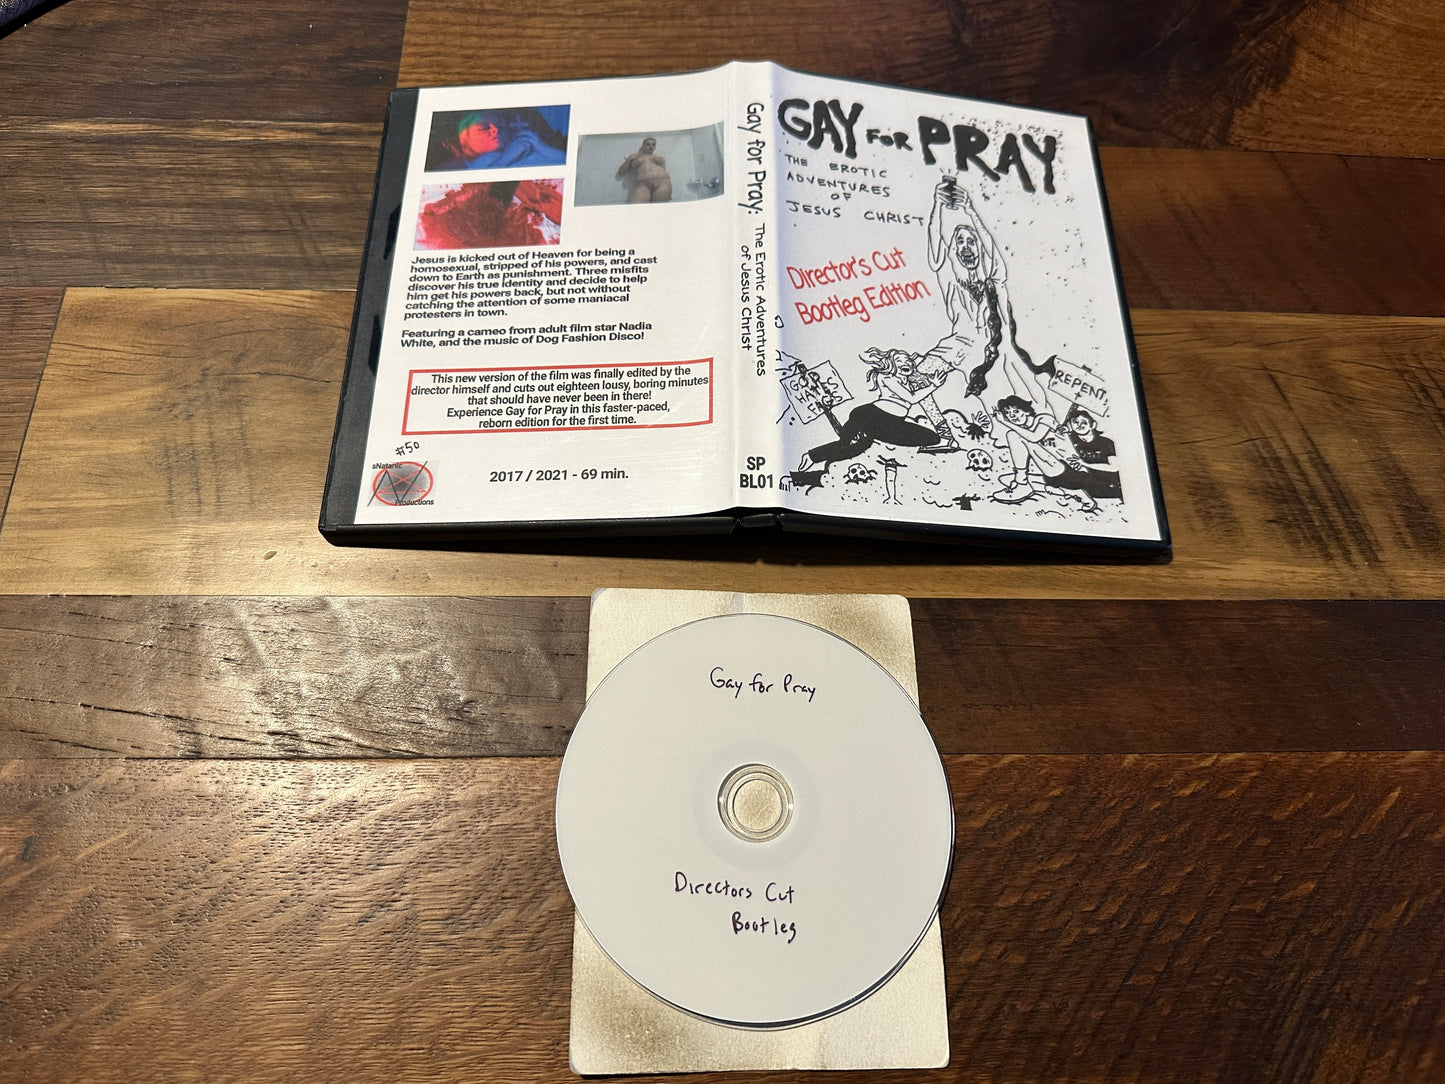 Jesus is kicked out of Heaven for being a
homosexual, stripped of his powers, and cast
down to Earth as punishment. Three misfits
discover his true identity and decide to help
him get his powers back, but not without
catching the attention of some maniacal
protesters in town.
Featuring a cameo from adult film star Nadia
White, and the music of Dog Fashion Disco!
This new version of the film was finally edited by the
director himself and cuts out eighteen lousy, boring minutes
that should have never been in there!
Experience Gay for Pray in this faster-paced,
reborn edition for the first time.
#50
sNatanic
Productions
2017 / 2021 - 69 min.
Gay for Pray: The Erotic Adventures
of Jesus Christ
SP
BL01
GAY FOR PRAY
THE EROTIC
ADVENTURES
OF
JESUS CHRIST
Director's Cut
Bootleg Edition
GOD
HATES
FAGS
REPENT
Gay for Pray
Directors Cut
Bootleg